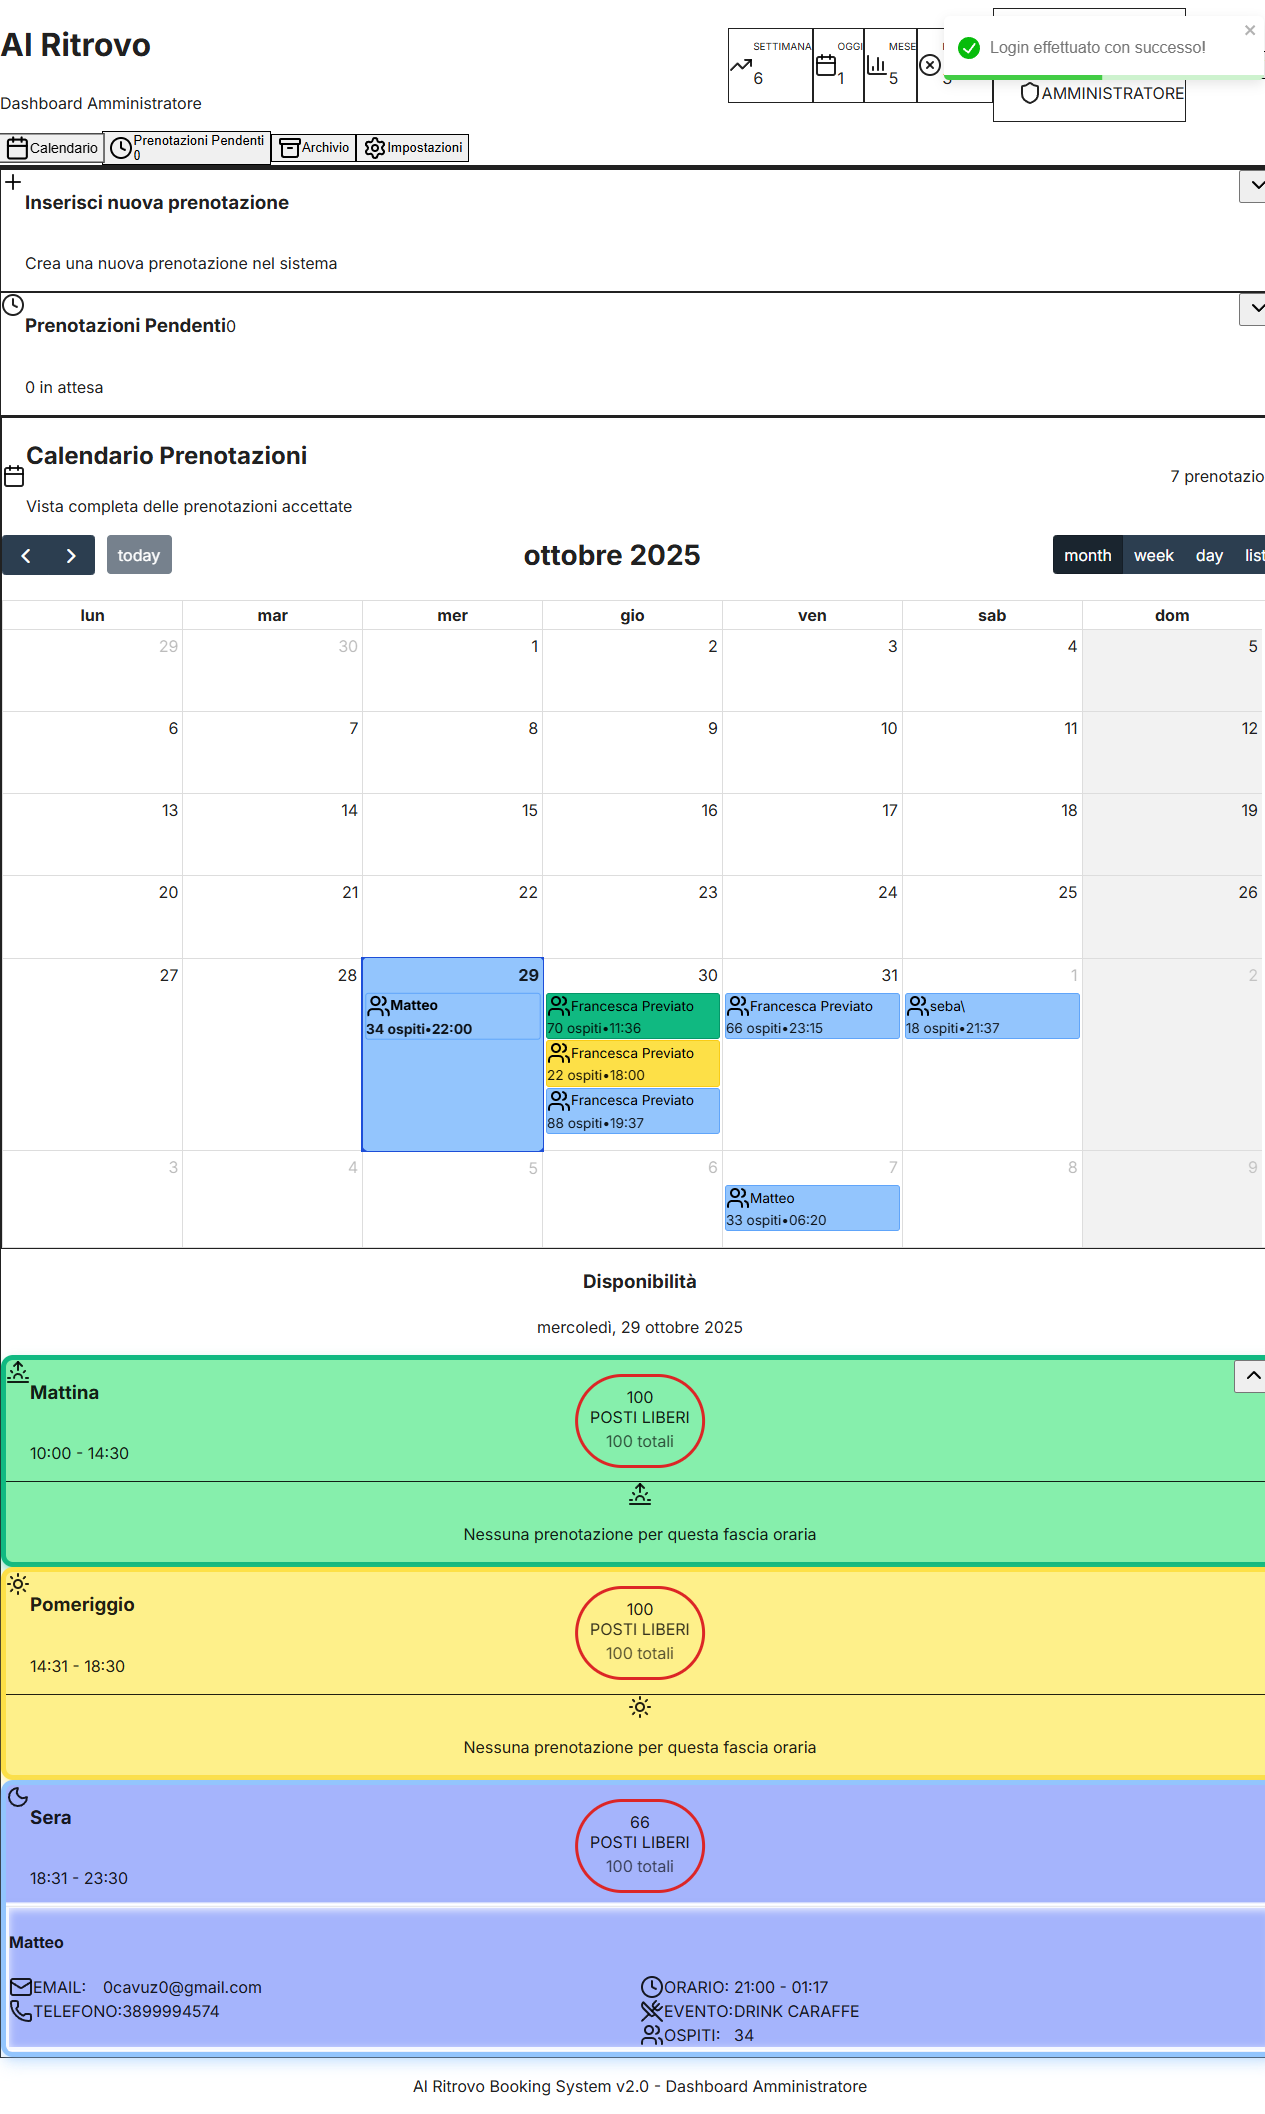 Al Ritrovo
Dashboard Amministratore
SETTIMANA
6
OGGI
1
MESE
5
Login effettuato con successo!
AMMINISTRATORE
Calendario
Prenotazioni Pendenti
0
Archivio
Impostazioni
Inserisci nuova prenotazione
Crea una nuova prenotazione nel sistema
Prenotazioni Pendenti0
0 in attesa
Calendario Prenotazioni
7 prenotazio
Vista completa delle prenotazioni accettate
today
ottobre 2025
month week day list
lun mar mer gio ven sab dom
29 30 1 2 3 4 5
6 7 8 9 10 11 12
13 14 15 16 17 18 19
20 21 22 23 24 25 26
27 28 29 30 31 1 2
Matteo
34 ospiti•22:00
Francesca Previato
70 ospiti•11:36
Francesca Previato
22 ospiti•18:00
Francesca Previato
88 ospiti•19:37
Francesca Previato
66 ospiti•23:15
seba\
18 ospiti•21:37
3 4 5 6 7 8 9
Matteo
33 ospiti•06:20
Disponibilità
mercoledì, 29 ottobre 2025
Mattina
10:00 - 14:30
100
POSTI LIBERI
100 totali
Nessuna prenotazione per questa fascia oraria
Pomeriggio
14:31 - 18:30
100
POSTI LIBERI
100 totali
Nessuna prenotazione per questa fascia oraria
Sera
18:31 - 23:30
66
POSTI LIBERI
100 totali
Matteo
EMAIL: 0cavuz0@gmail.com
TELEFONO:3899994574
ORARIO: 21:00 - 01:17
EVENTO:DRINK CARAFFE
OSPITI: 34
Al Ritrovo Booking System v2.0 - Dashboard Amministratore